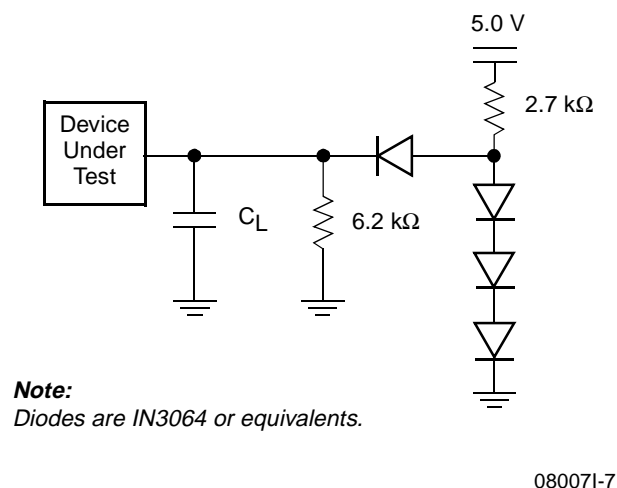 5.0 V
2.7 kΩ
Device
Under
Test
CL
6.2 kΩ
Note:
Diodes are IN3064 or equivalents.
08007I-7